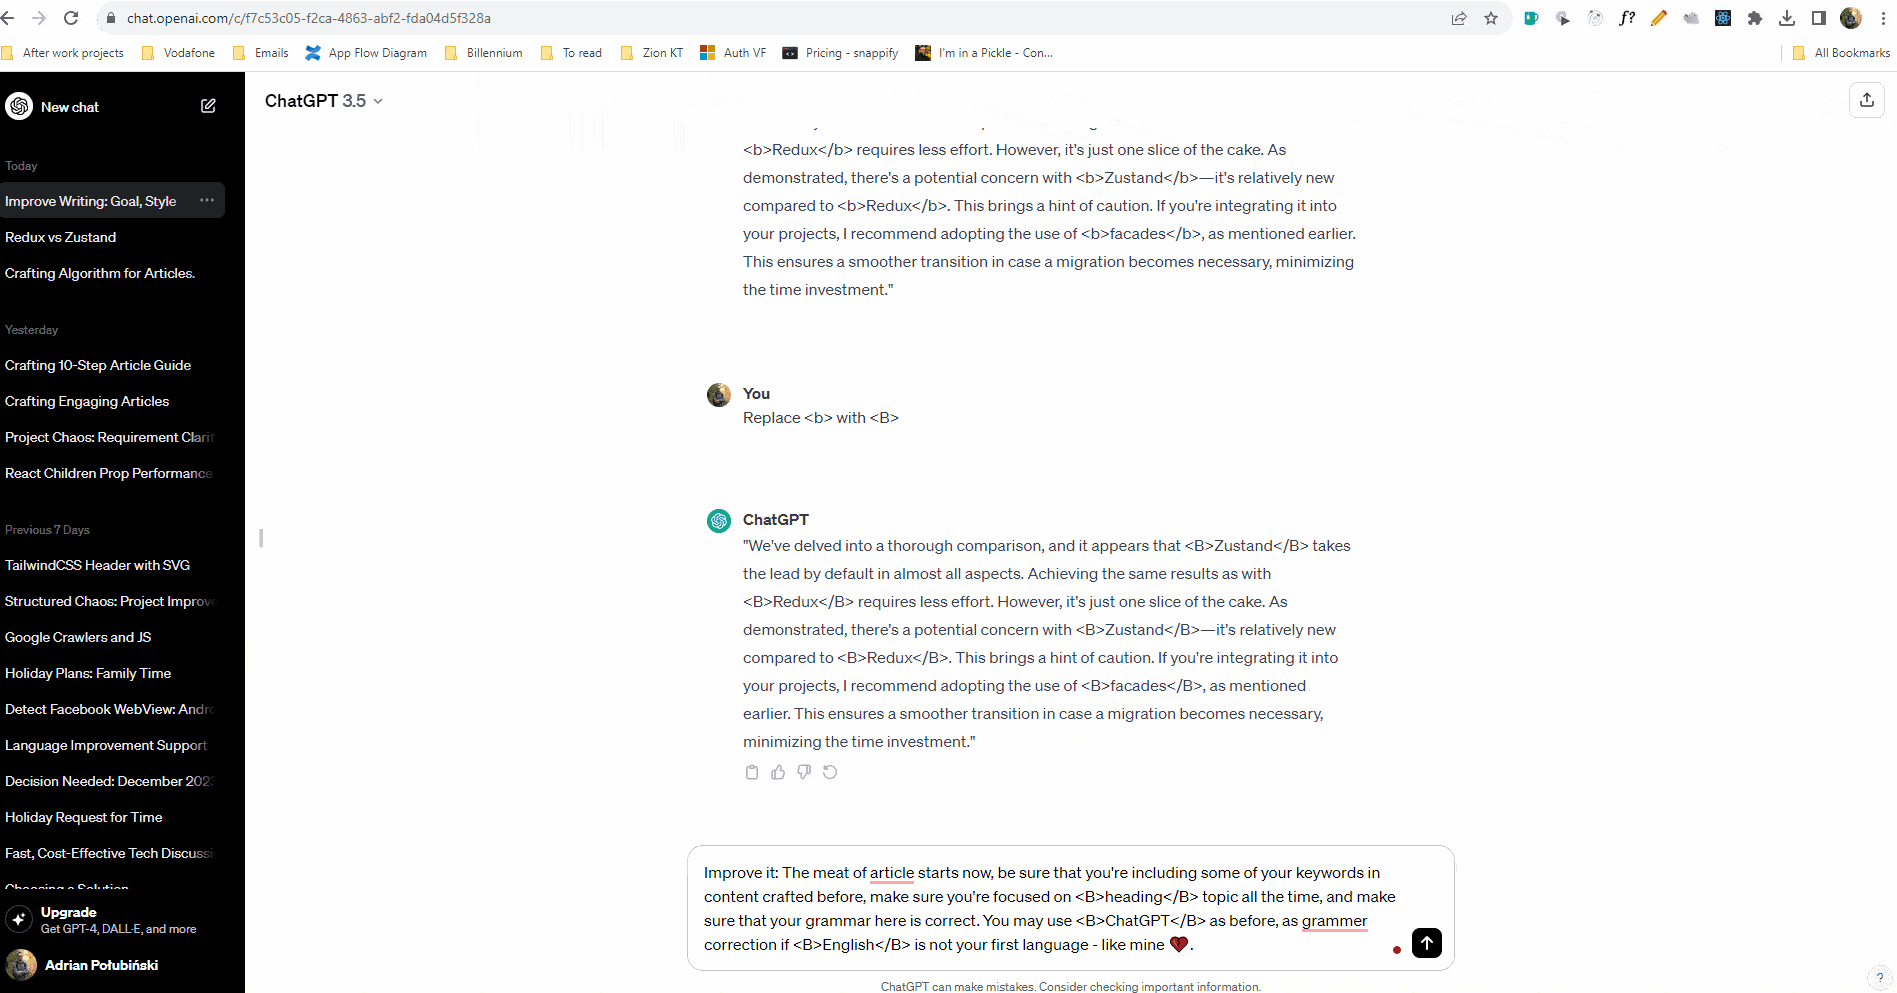 chat.openai.com/c/f7c53c05-f2ca-4863-abf2-fda04d5f328a
f?
After work projects
Vodafone
Emails
App Flow Diagram
Billennium
To read
Zion KT
Auth VF
Pricing - snappify
I'm in a Pickle - Con...
All Bookmarks
New chat
Today
Improve Writing: Goal, Style
Redux vs Zustand
Crafting Algorithm for Articles.
Yesterday
Crafting 10-Step Article Guide
Crafting Engaging Articles
Project Chaos: Requirement Clarif
React Children Prop Performance
Previous 7 Days
TailwindCSS Header with SVG
Structured Chaos: Project Improve
Google Crawlers and JS
Holiday Plans: Family Time
Detect Facebook WebView: Andro
Language Improvement Support
Decision Needed: December 2023
Holiday Request for Time
Fast, Cost-Effective Tech Discussi
Choosing a Solution
Upgrade
Get GPT-4, DALL·E, and more
Adrian Połubiński
ChatGPT 3.5
<b>Redux</b> requires less effort. However, it's just one slice of the cake. As
demonstrated, there's a potential concern with <b>Zustand</b>—it's relatively new
compared to <b>Redux</b>. This brings a hint of caution. If you're integrating it into
your projects, I recommend adopting the use of <b>facades</b>, as mentioned earlier.
This ensures a smoother transition in case a migration becomes necessary, minimizing
the time investment."
You
Replace <b> with <B>
ChatGPT
"We've delved into a thorough comparison, and it appears that <B>Zustand</B> takes
the lead by default in almost all aspects. Achieving the same results as with
<B>Redux</B> requires less effort. However, it's just one slice of the cake. As
demonstrated, there's a potential concern with <B>Zustand</B>—it's relatively new
compared to <B>Redux</B>. This brings a hint of caution. If you're integrating it into
your projects, I recommend adopting the use of <B>facades</B>, as mentioned
earlier. This ensures a smoother transition in case a migration becomes necessary,
minimizing the time investment."
Improve it: The meat of article starts now, be sure that you're including some of your keywords in
content crafted before, make sure you're focused on <B>heading</B> topic all the time, and make
sure that your grammar here is correct. You may use <B>ChatGPT</B> as before, as grammer
correction if <B>English</B> is not your first language - like mine 💔.
ChatGPT can make mistakes. Consider checking important information.
?